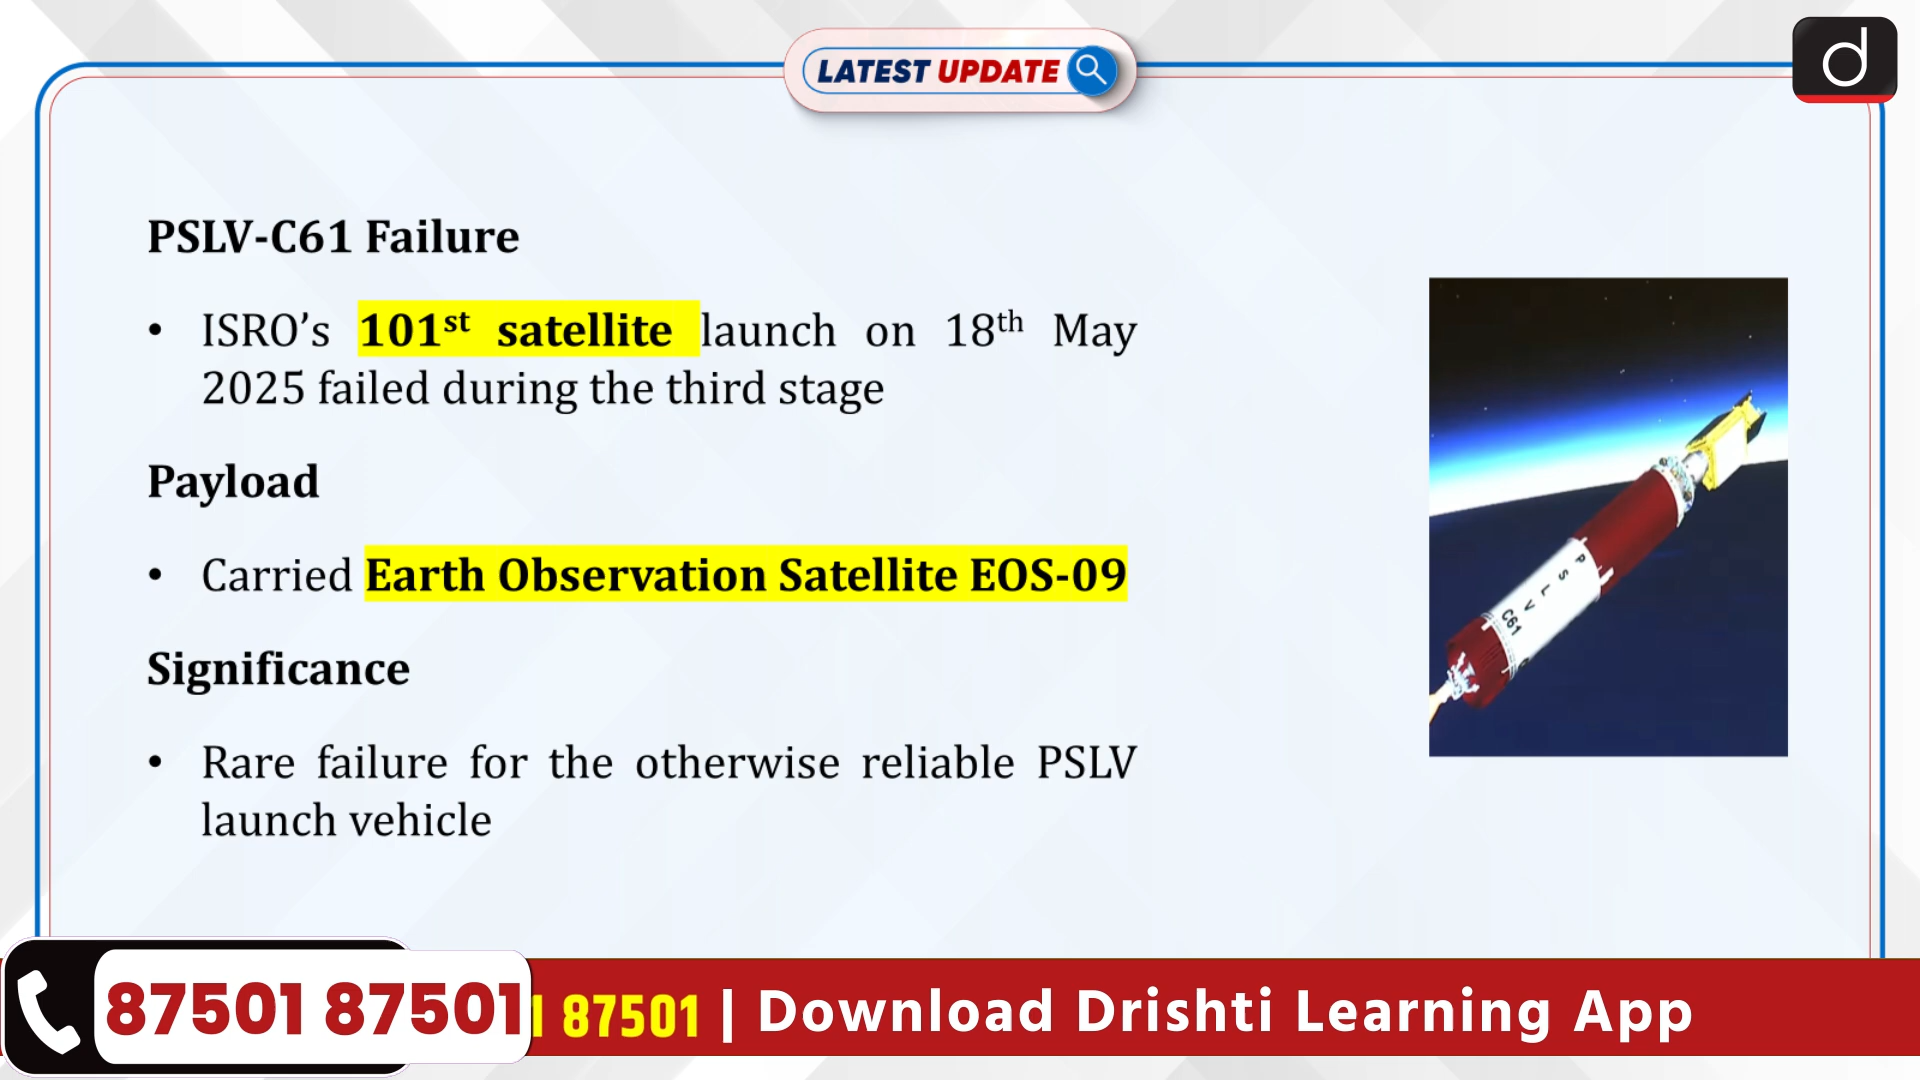 LATEST UPDATE
d
PSLV-C61 Failure
• ISRO’s 101st satellite launch on 18th May
2025 failed during the third stage
Payload
• Carried Earth Observation Satellite EOS-09
Significance
• Rare failure for the otherwise reliable PSLV
launch vehicle
PSLV
C61
87501 87501
1 87501 | Download Drishti Learning App